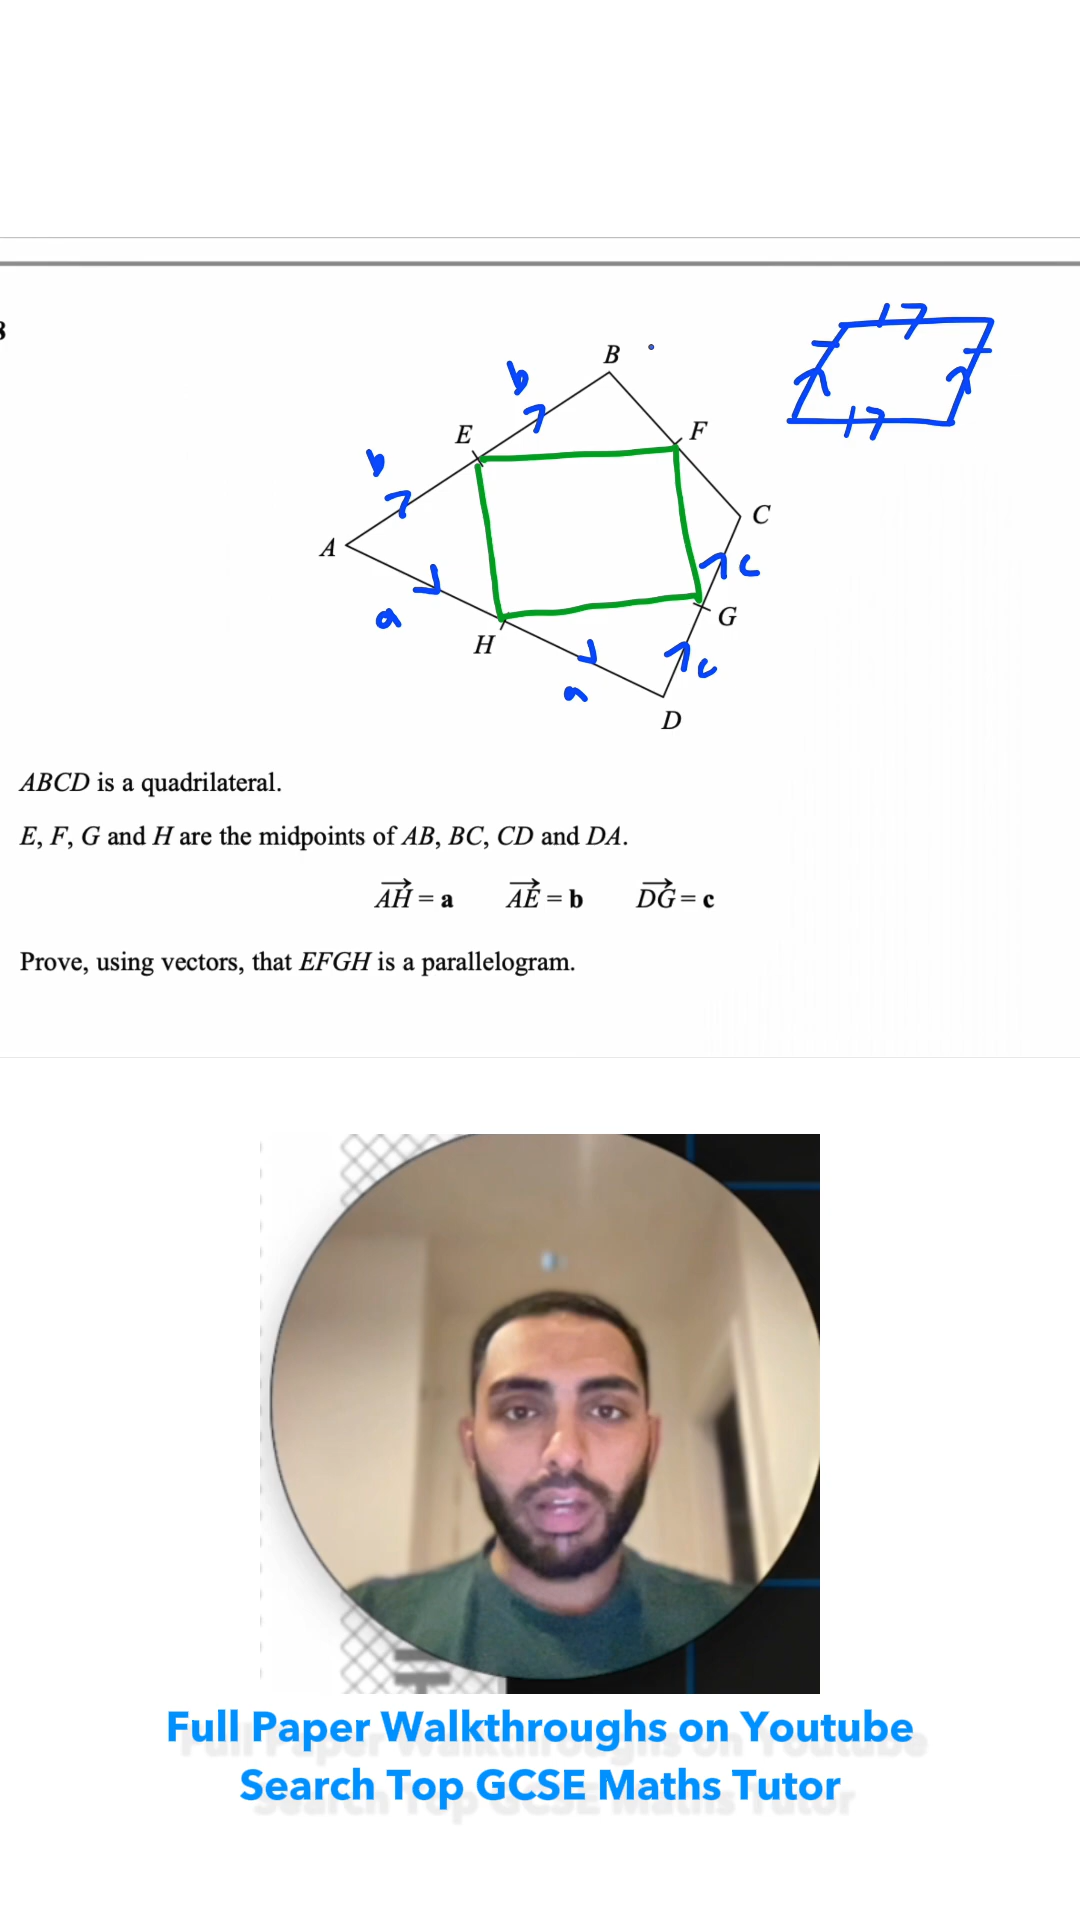 3
B
b
E
F
b
C
A
c
a
G
H
c
a
D
ABCD is a quadrilateral.
E, F, G and H are the midpoints of AB, BC, CD and DA.
AH = a AE = b DG = c
Prove, using vectors, that EFGH is a parallelogram.
Full Paper Walkthroughs on Youtube
Search Top GCSE Maths Tutor